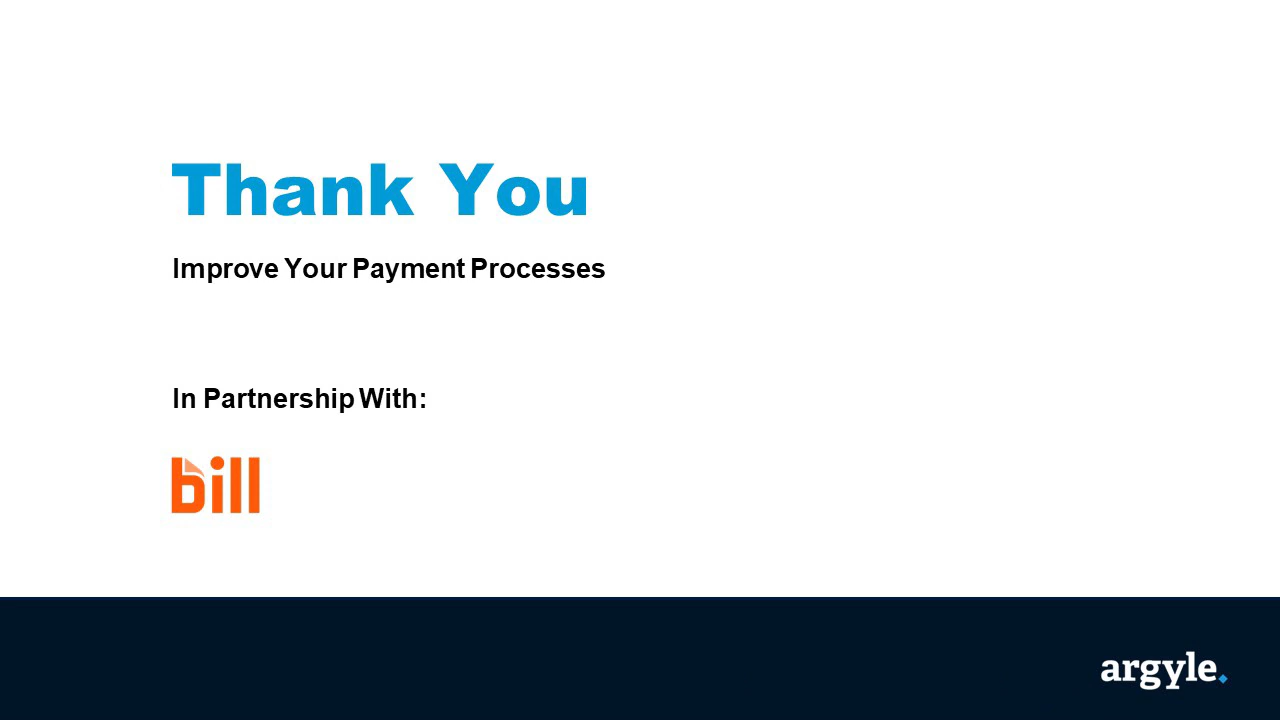 Thank You
Improve Your Payment Processes
In Partnership With:
bill
argyle.